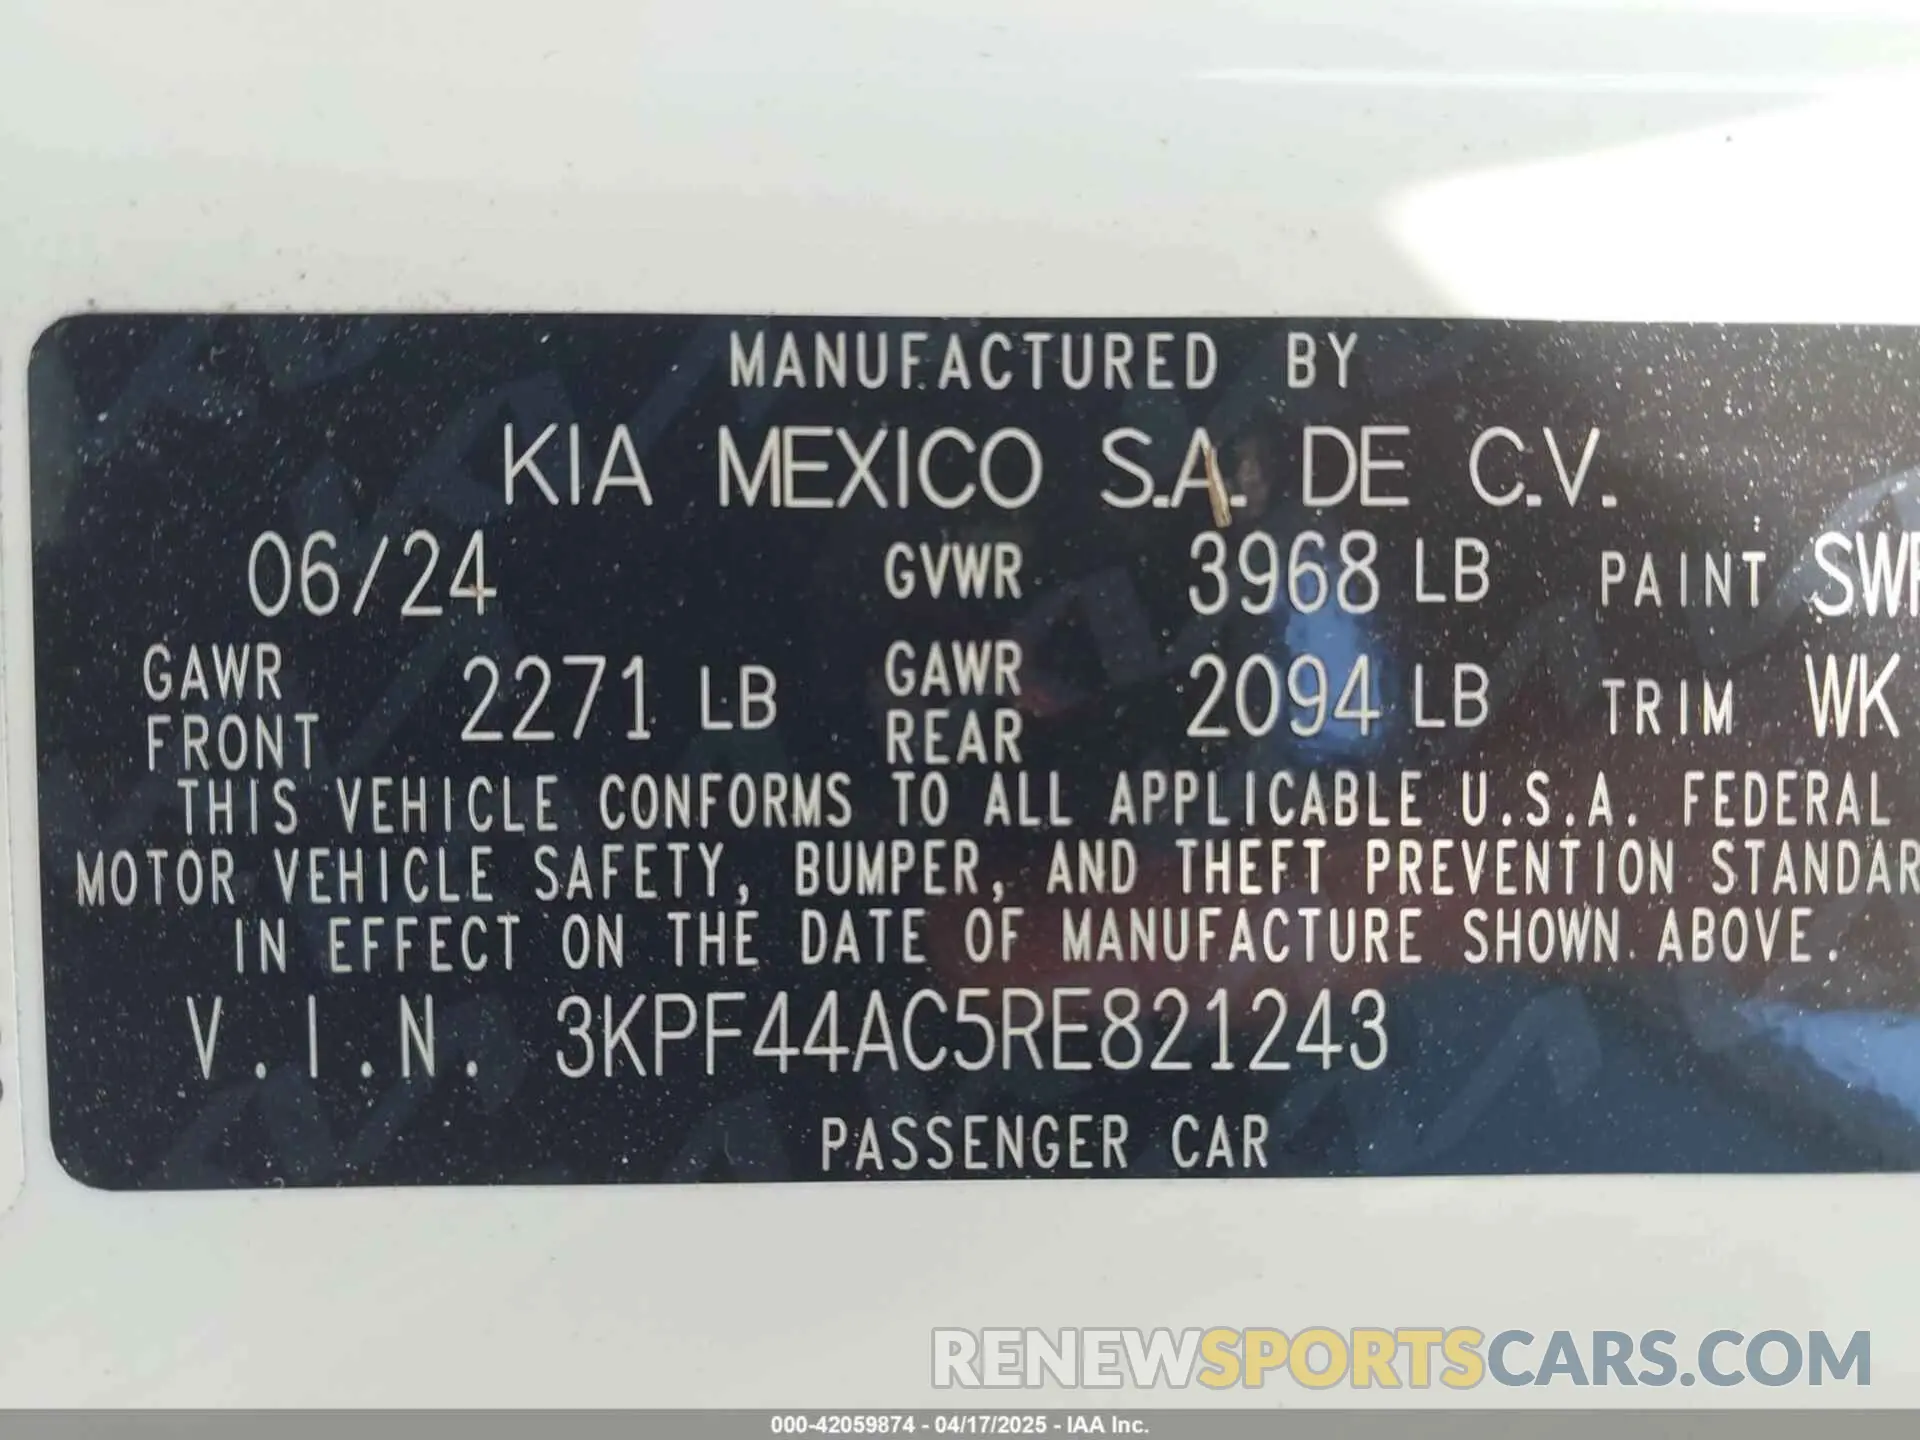 MANUFACTURED BY
KIA MEXICO S.A. DE C.V.
06/24 GVWR 3968 LB PAINT
GAWR FRONT 2271 LB GAWR REAR 2094 LB TRIM WK
THIS VEHICLE CONFORMS TO ALL APPLICABLE U.S.A. FEDERAL
MOTOR VEHICLE SAFETY, BUMPER, AND THEFT PREVENTION STANDAR
IN EFFECT ON THE DATE OF MANUFACTURE SHOWN ABOVE.
V.I.N. 3KPF44AC5RE821243
PASSENGER CAR
RENEWSPORTSCARS.COM
000-42059874 - 04/17/2025 - IAA Inc.